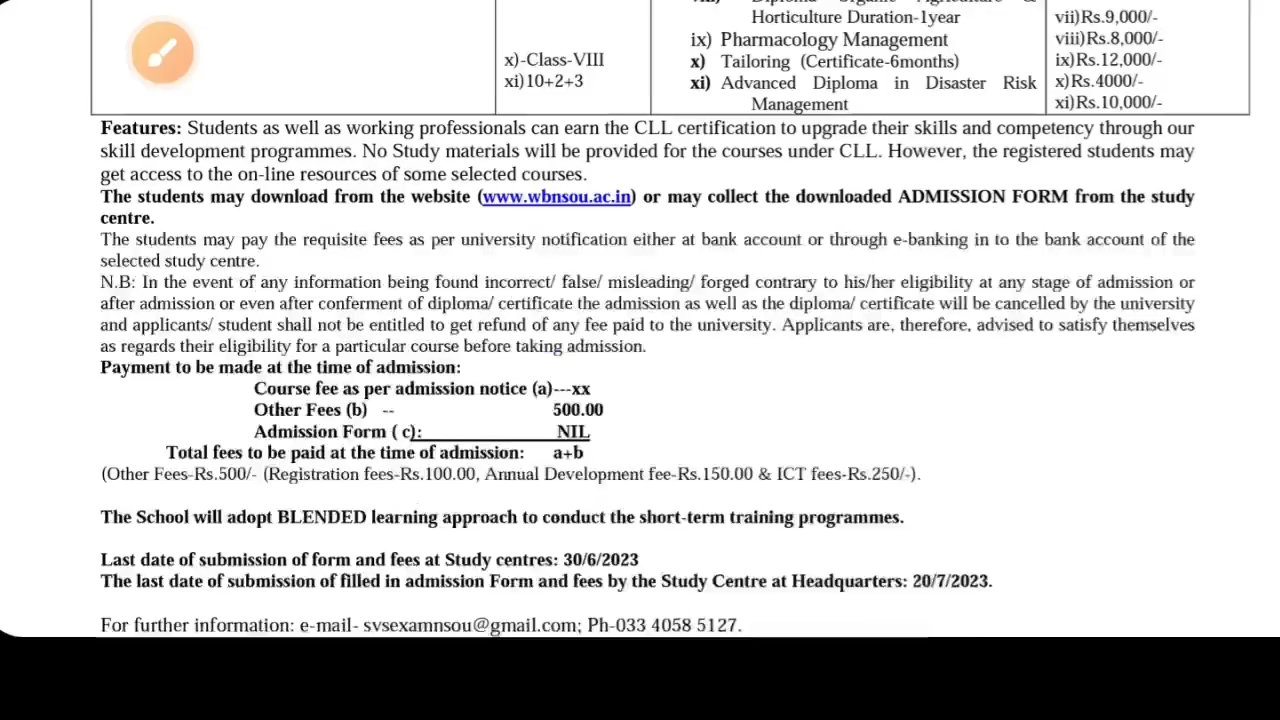 Horticulture Duration-1year
vii)Rs.9,000/-
ix) Pharmacology Management
viii)Rs.8,000/-
x)-Class-VIII
x) Tailoring (Certificate-6months)
ix)Rs.12,000/-
xi)10+2+3
xi) Advanced Diploma in Disaster Risk
x)Rs.4000/-
Management
xi)Rs.10,000/-
Features: Students as well as working professionals can earn the CLL certification to upgrade their skills and competency through our
skill development programmes. No Study materials will be provided for the courses under CLL. However, the registered students may
get access to the on-line resources of some selected courses.
The students may download from the website (www.wbnsou.ac.in) or may collect the downloaded ADMISSION FORM from the study
centre.
The students may pay the requisite fees as per university notification either at bank account or through e-banking in to the bank account of the
selected study centre.
N.B: In the event of any information being found incorrect/ false/ misleading/ forged contrary to his/her eligibility at any stage of admission or
after admission or even after conferment of diploma/ certificate the admission as well as the diploma/ certificate will be cancelled by the university
and applicants/ student shall not be entitled to get refund of any fee paid to the university. Applicants are, therefore, advised to satisfy themselves
as regards their eligibility for a particular course before taking admission.
Payment to be made at the time of admission:
Course fee as per admission notice (a)---xx
Other Fees (b) -- 500.00
Admission Form ( c): NIL
Total fees to be paid at the time of admission: a+b
(Other Fees-Rs.500/- (Registration fees-Rs.100.00, Annual Development fee-Rs.150.00 & ICT fees-Rs.250/-).
The School will adopt BLENDED learning approach to conduct the short-term training programmes.
Last date of submission of form and fees at Study centres: 30/6/2023
The last date of submission of filled in admission Form and fees by the Study Centre at Headquarters: 20/7/2023.
For further information: e-mail- svsexamnsou@gmail.com; Ph-033 4058 5127.